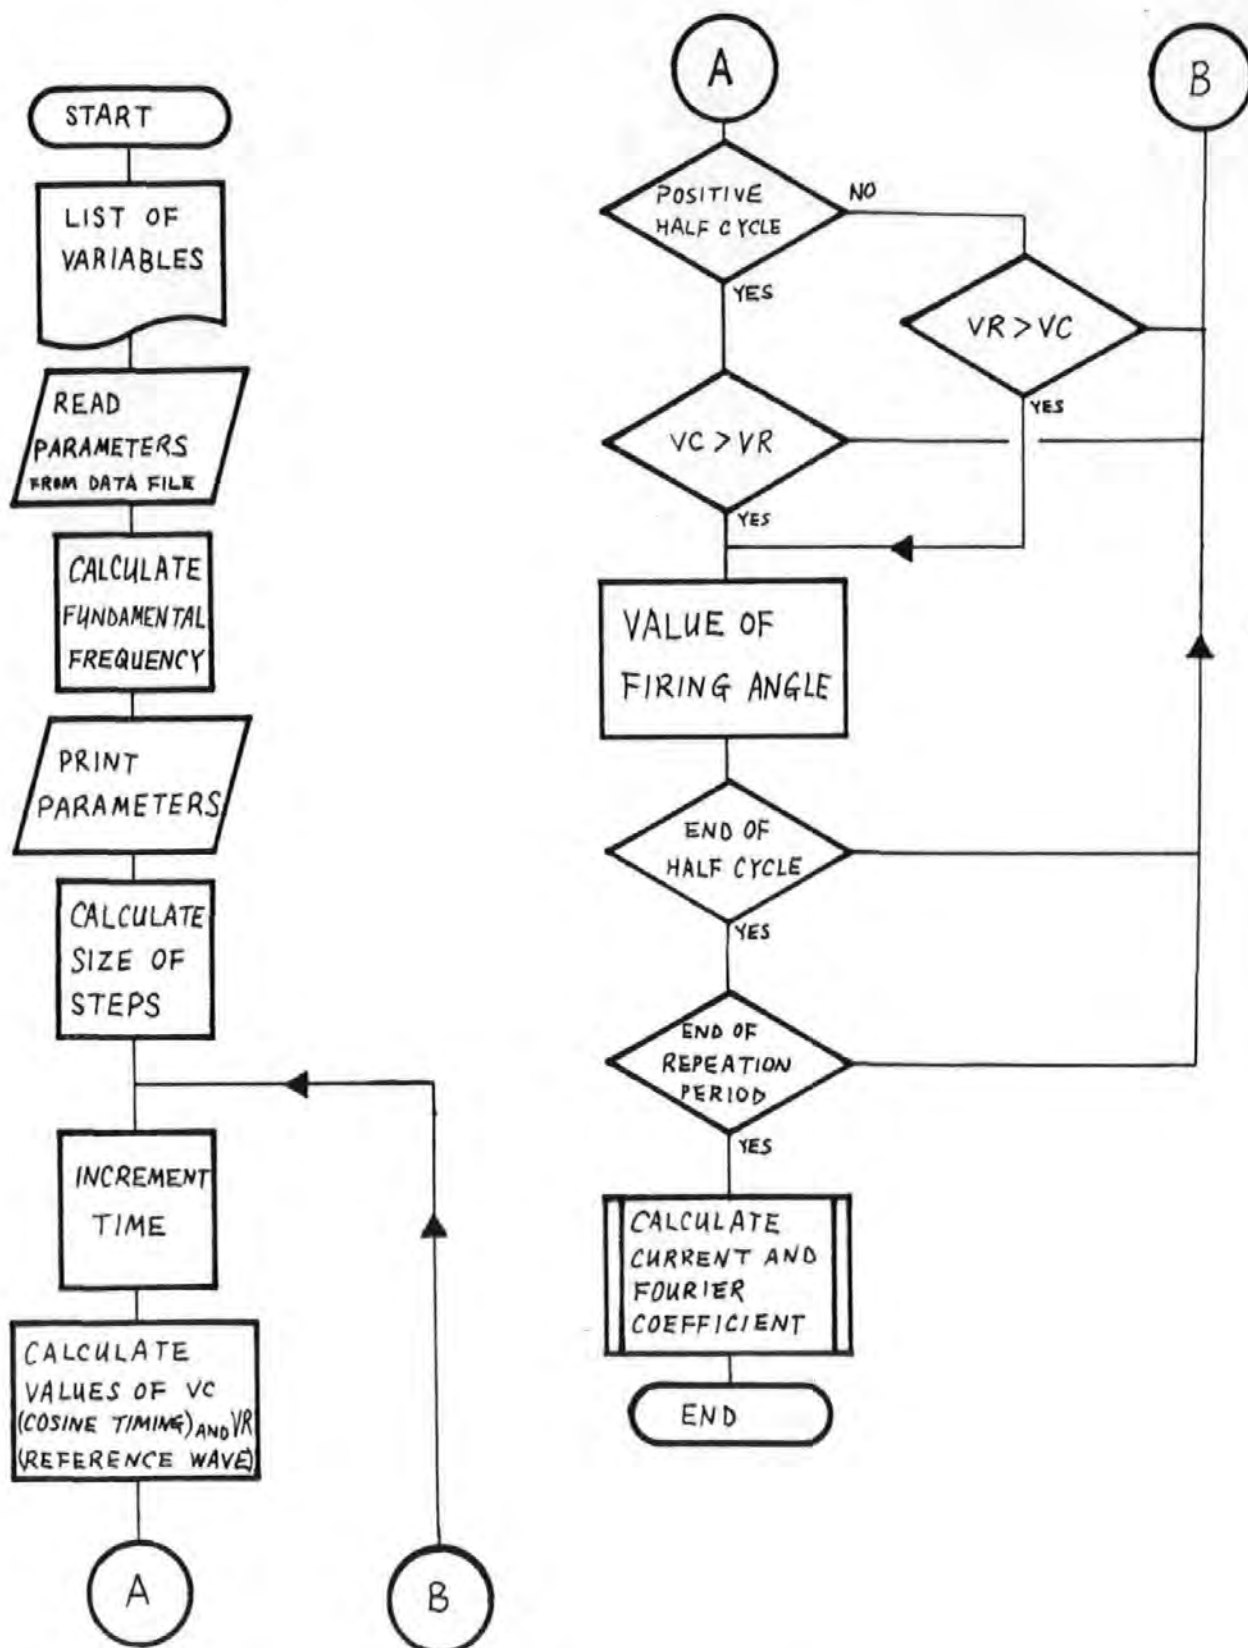 START
LIST OF
VARIABLES
READ
PARAMETERS
FROM DATA FILE
CALCULATE
FUNDAMENTAL
FREQUENCY
PRINT
PARAMETERS
CALCULATE
SIZE OF
STEPS
INCREMENT
TIME
CALCULATE
VALUES OF VC
(COSINE TIMING) AND VR
(REFERENCE WAVE)
A
B
A
B
POSITIVE
HALF CYCLE
NO
YES
VR > VC
YES
VC > VR
YES
VALUE OF
FIRING ANGLE
END OF
HALF CYCLE
YES
END OF
REPEATION
PERIOD
YES
CALCULATE
CURRENT AND
FOURIER
COEFFICIENT
END